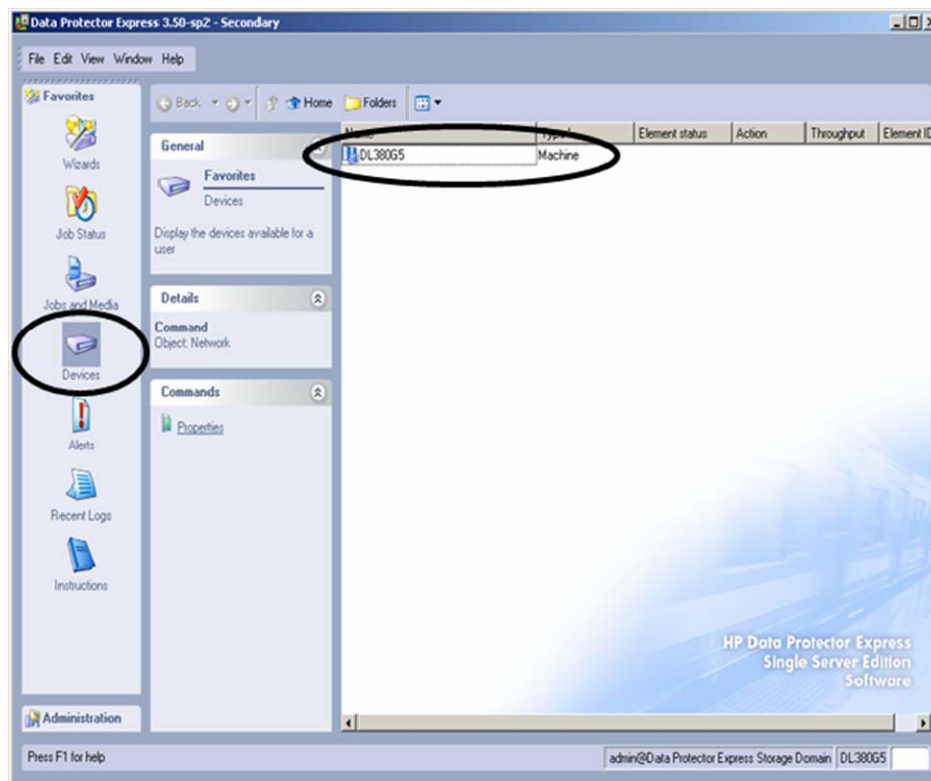 Data Protector Express 3.50-sp2 - Secondary
File Edit View Window Help
Favorites
Wizards
Job Status
Jobs and Media
Devices
Alerts
Recent Logs
Instructions
Administration
Back
Home
Folders
General
Favorites
Devices
Display the devices available for a
user
Details
Command
Object: Network
Commands
Properties
Element status Action Throughput Element ID
DL380G5 Machine
HP Data Protector Express
Single Server Edition
Software
Press F1 for help
admin@Data Protector Express Storage Domain DL380G5